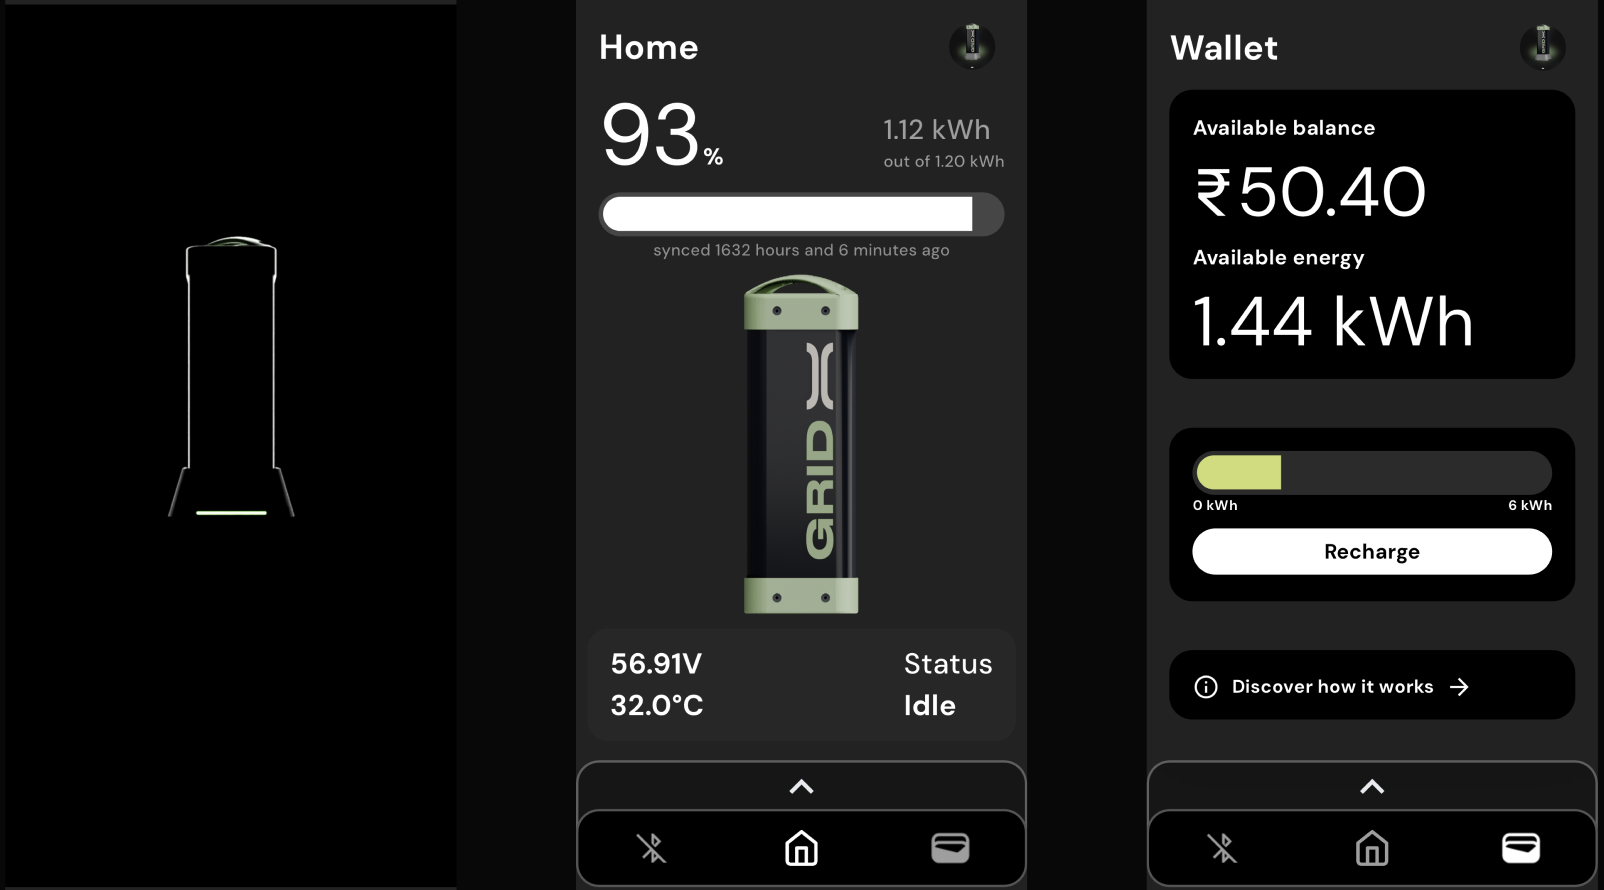 Home
93%
1.12 kWh
out of 1.20 kWh
synced 1632 hours and 6 minutes ago
GRID
56.91V
Status
32.0°C
Idle
Wallet
Available balance
₹50.40
Available energy
1.44 kWh
0 kWh
6 kWh
Recharge
Discover how it works